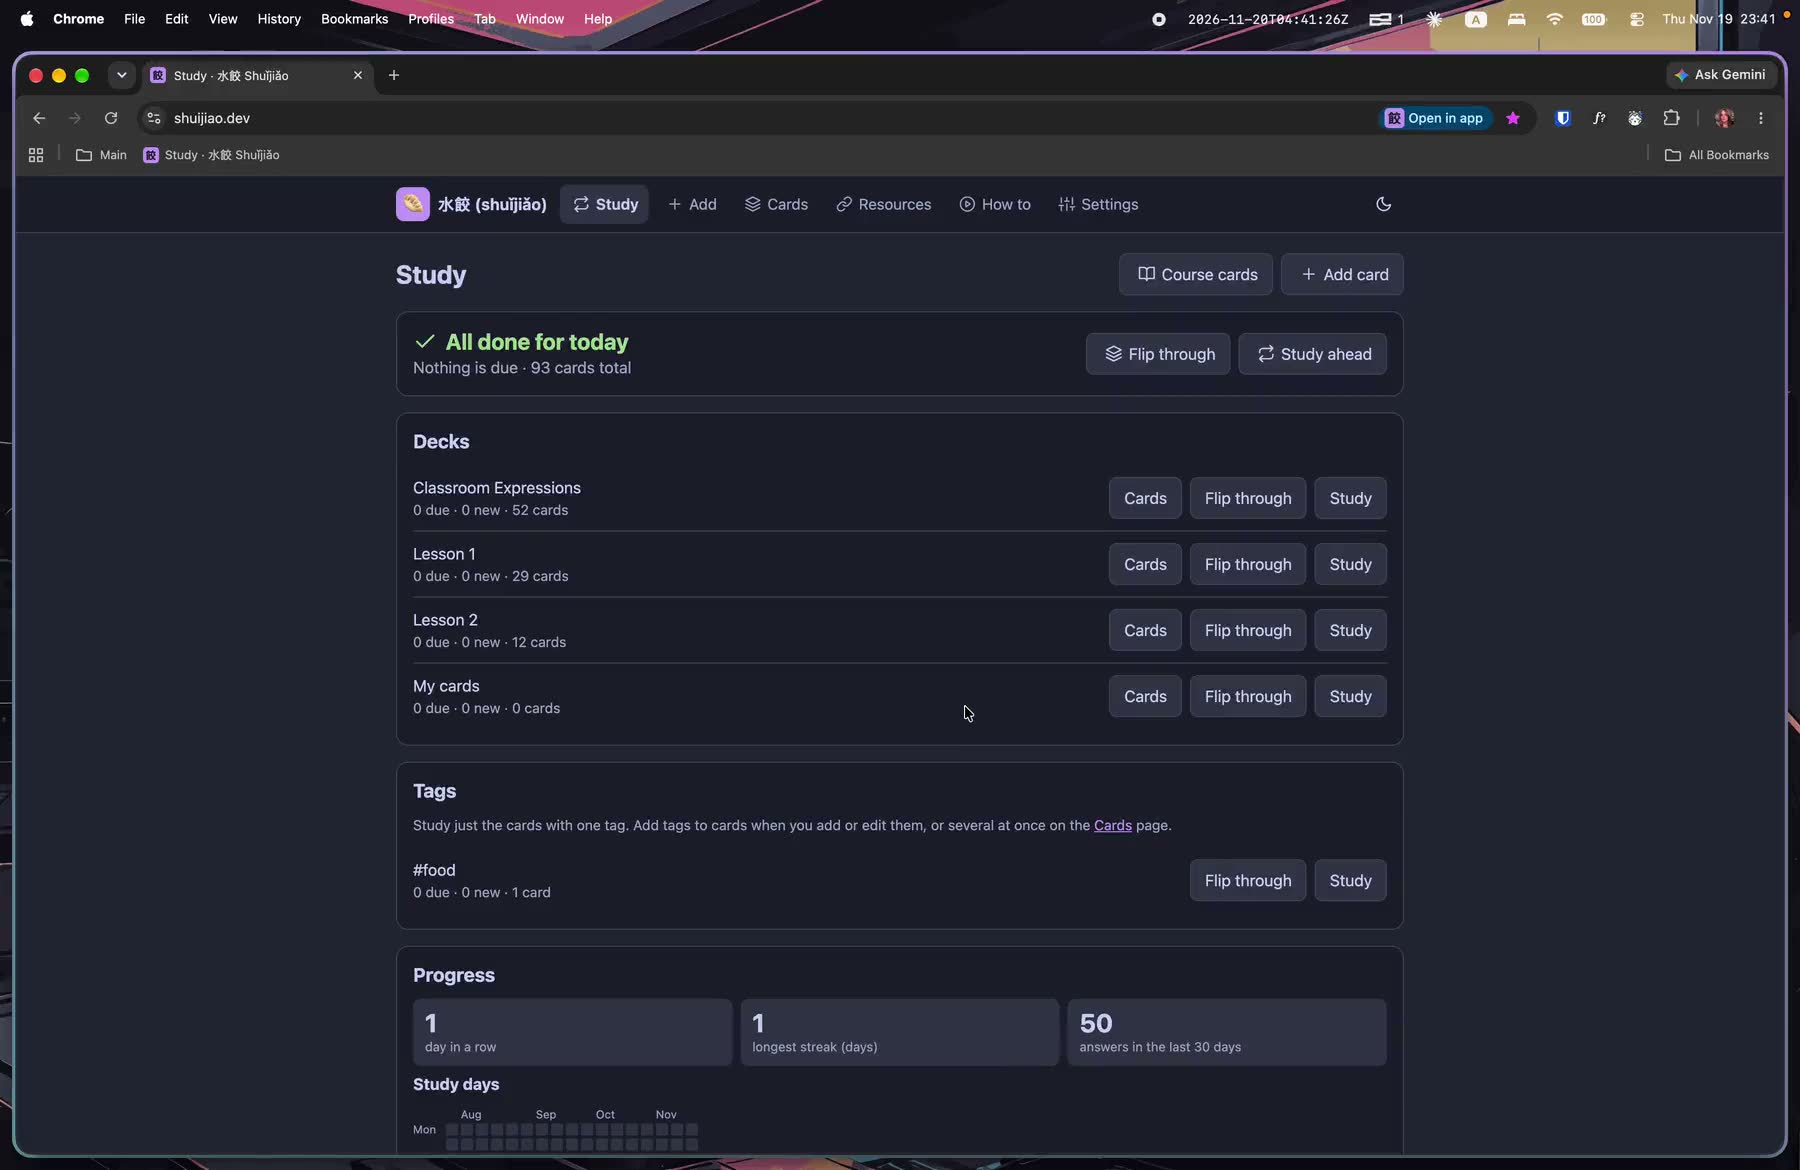 Chrome File Edit View History Bookmarks Profiles Tab Window Help 2026-11-20T04:41:26Z 1 A 100 Thu Nov 19 23:41
餃 Study · 水餃 Shuǐjiǎo Ask Gemini
shuijiao.dev 餃 Open in app f?
Main 餃 Study · 水餃 Shuǐjiǎo All Bookmarks
水餃 (shuǐjiǎo) Study Add Cards Resources How to Settings
Study Course cards Add card
All done for today
Nothing is due · 93 cards total
Flip through Study ahead
Decks
Classroom Expressions
0 due · 0 new · 52 cards
Cards Flip through Study
Lesson 1
0 due · 0 new · 29 cards
Cards Flip through Study
Lesson 2
0 due · 0 new · 12 cards
Cards Flip through Study
My cards
0 due · 0 new · 0 cards
Cards Flip through Study
Tags
Study just the cards with one tag. Add tags to cards when you add or edit them, or several at once on the Cards page.
#food
0 due · 0 new · 1 card
Flip through Study
Progress
1
day in a row
1
longest streak (days)
50
answers in the last 30 days
Study days
Aug Sep Oct Nov
Mon